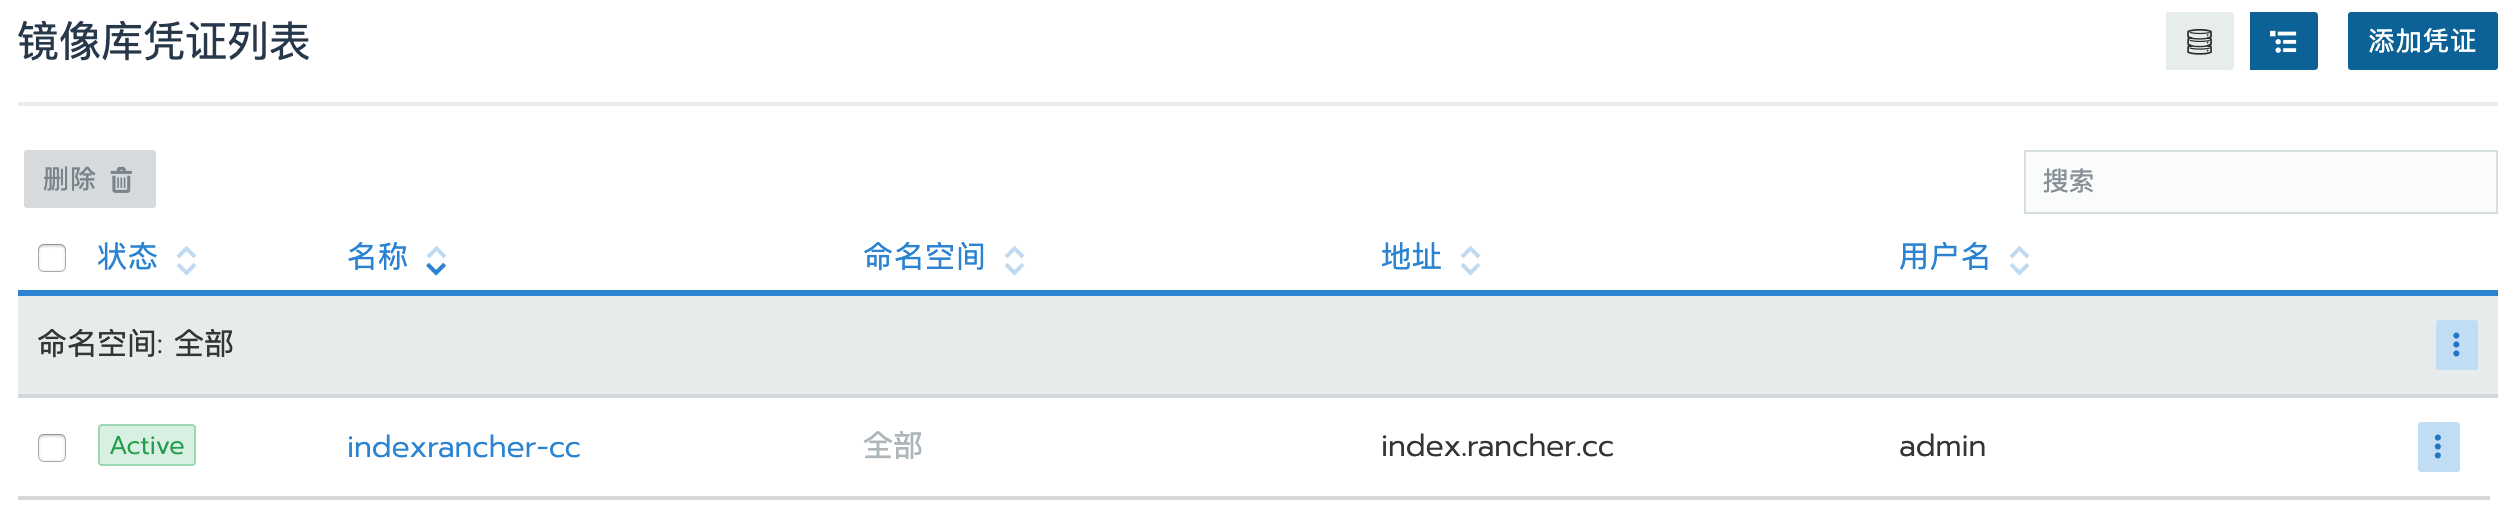 镜像库凭证列表
添加凭证
删除
搜索
状态 名称 命名空间 地址 用户名
命名空间: 全部
Active indexrancher-cc 全部 index.rancher.cc admin